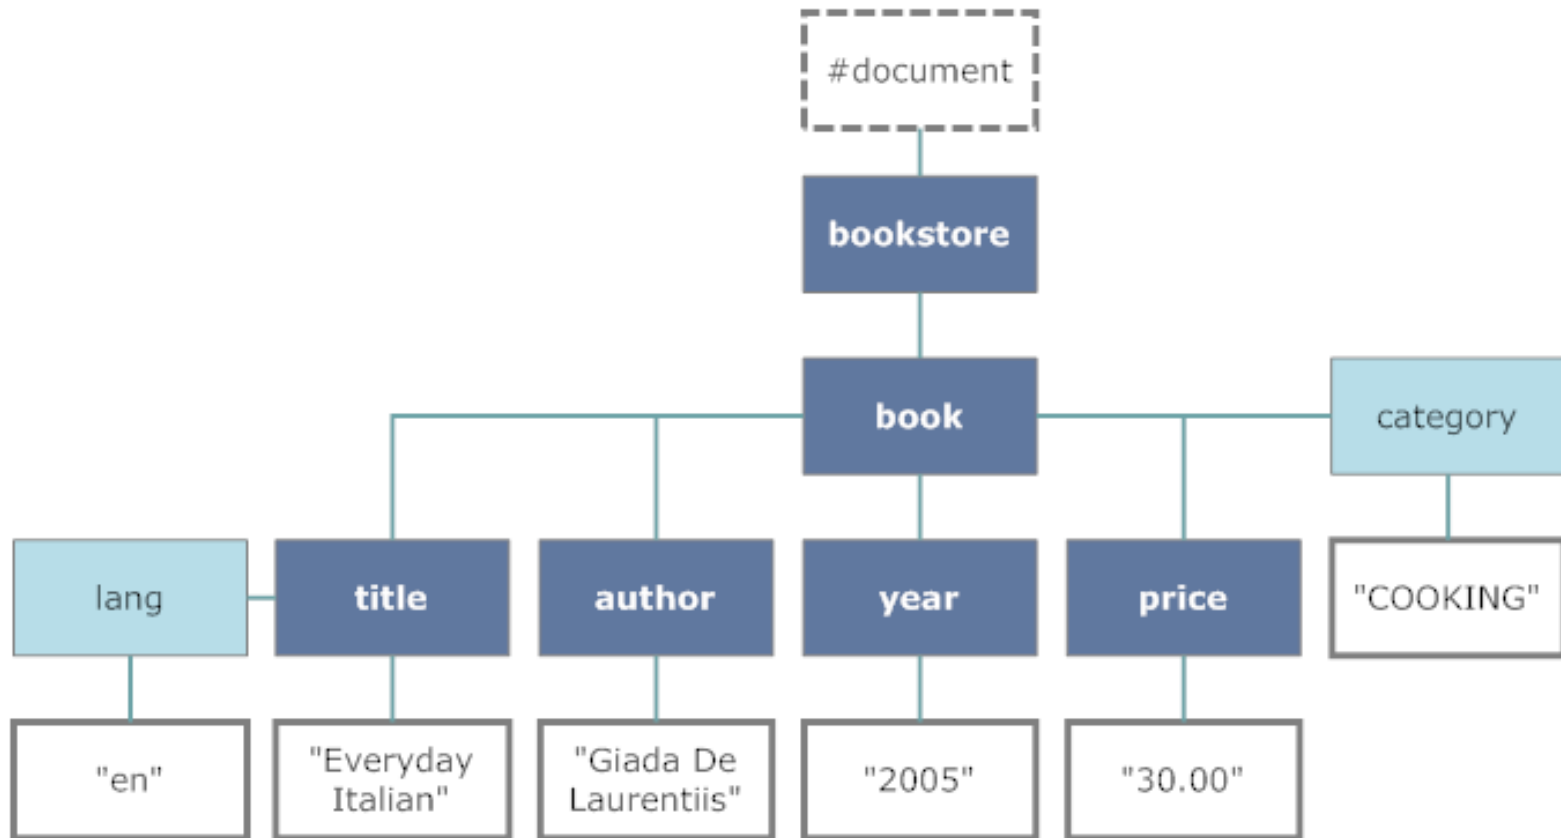 #document
bookstore
book
category
lang
title
author
year
price
"COOKING"
"en"
"Everyday
Italian"
"Giada De
Laurentiis"
"2005"
"30.00"